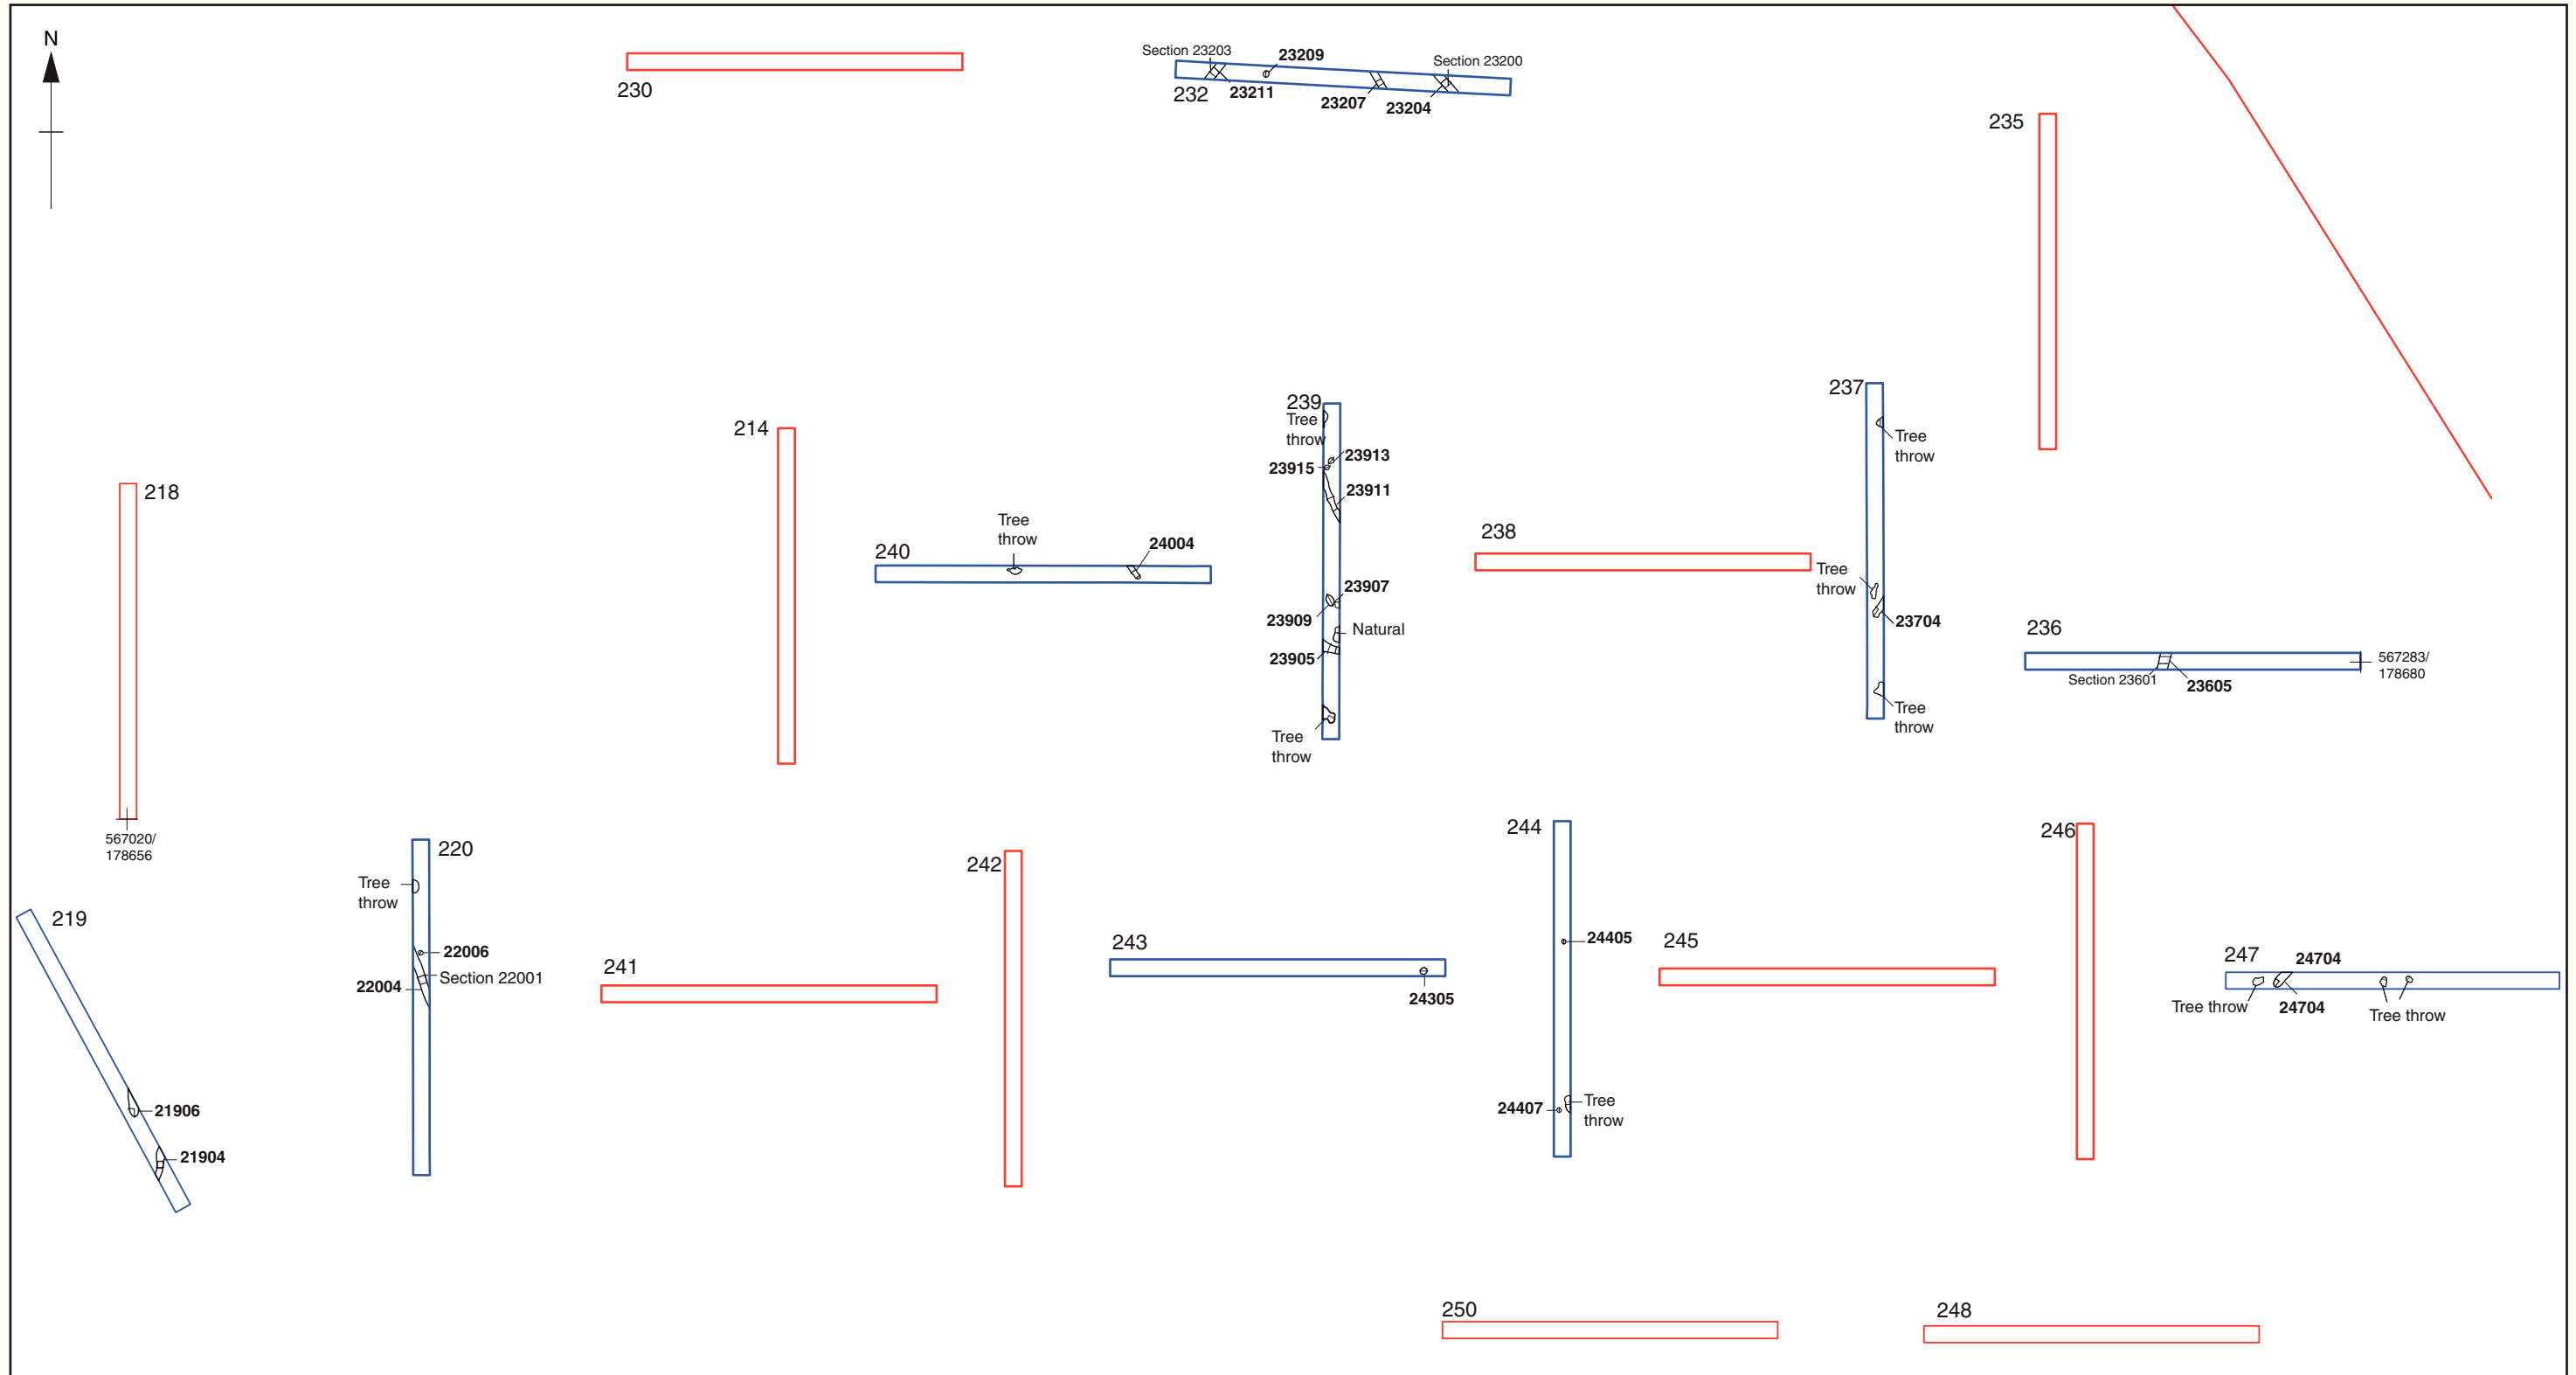 N
230
Section 23203
23209
Section 23200
232
23211
23207
23204
235
237
239
Tree
throw
214
Tree
throw
23913
23915
218
23911
Tree
throw
238
24004
240
Tree
throw
23907
23909
23704
Natural
236
23905
567283/
178680
Section 23601
23605
Tree
throw
Tree
throw
567020/
178656
244
246
220
242
Tree
throw
219
24405
245
243
22006
247
24704
241
Section 22001
22004
24305
Tree throw
24704
Tree throw
21906
24407
Tree
throw
21904
250
248